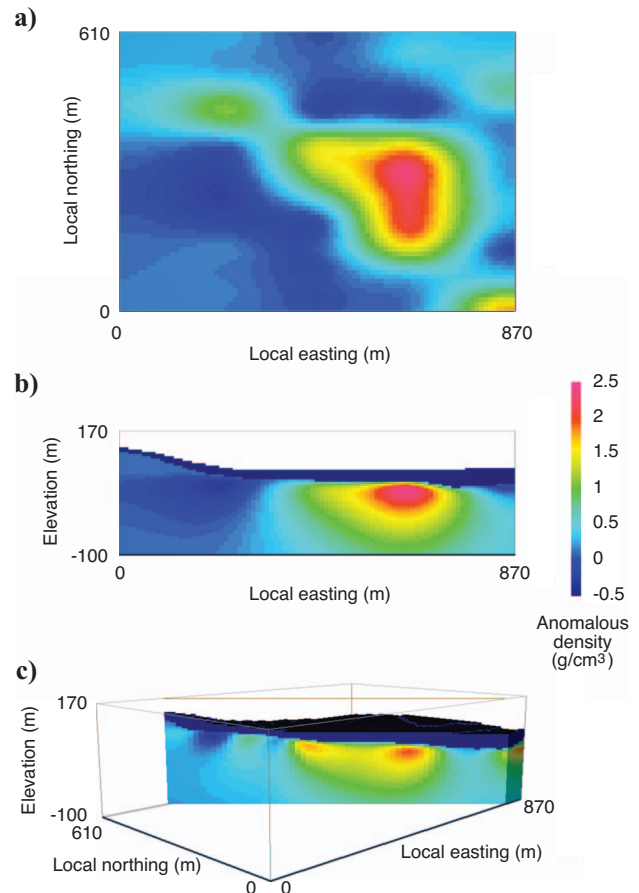 a)
610
Local northing (m)
0
0
870
Local easting (m)
b)
170
Elevation (m)
-100
0
870
Local easting (m)
2.5
2
1.5
1
0.5
0
-0.5
Anomalous
density
(g/cm³)
c)
170
Elevation (m)
-100
610
Local northing (m)
0
0
Local easting (m)
870